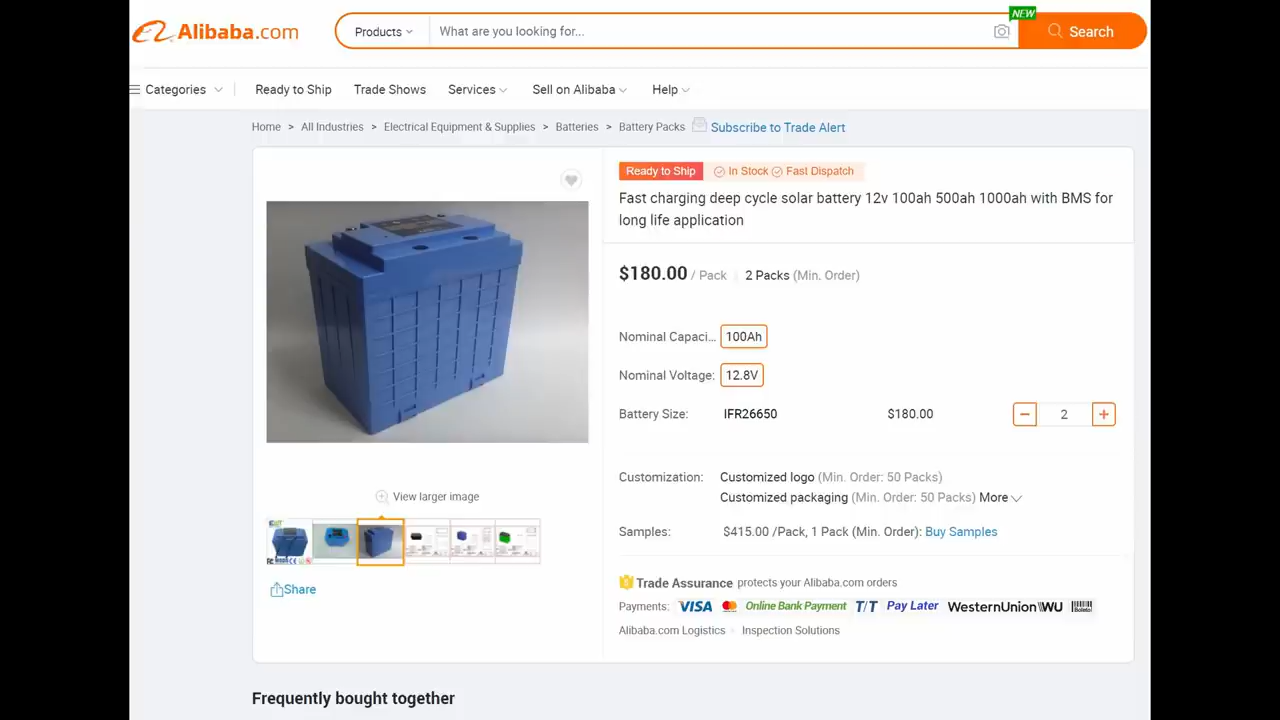 Alibaba.com
Products
What are you looking for...
NEW
Search
Categories
Ready to Ship
Trade Shows
Services
Sell on Alibaba
Help
Home > All Industries > Electrical Equipment & Supplies > Batteries > Battery Packs
Subscribe to Trade Alert
Ready to Ship
In Stock
Fast Dispatch
Fast charging deep cycle solar battery 12v 100ah 500ah 1000ah with BMS for
long life application
$180.00 / Pack
2 Packs (Min. Order)
Nominal Capaci...
100Ah
Nominal Voltage:
12.8V
Battery Size:
IFR26650
$180.00
− 2 +
Customization:
Customized logo (Min. Order: 50 Packs)
Customized packaging (Min. Order: 50 Packs) More
Samples:
$415.00 /Pack, 1 Pack (Min. Order): Buy Samples
View larger image
Share
Trade Assurance protects your Alibaba.com orders
Payments: VISA Online Bank Payment T/T Pay Later WesternUnion WU
Alibaba.com Logistics
Inspection Solutions
Frequently bought together